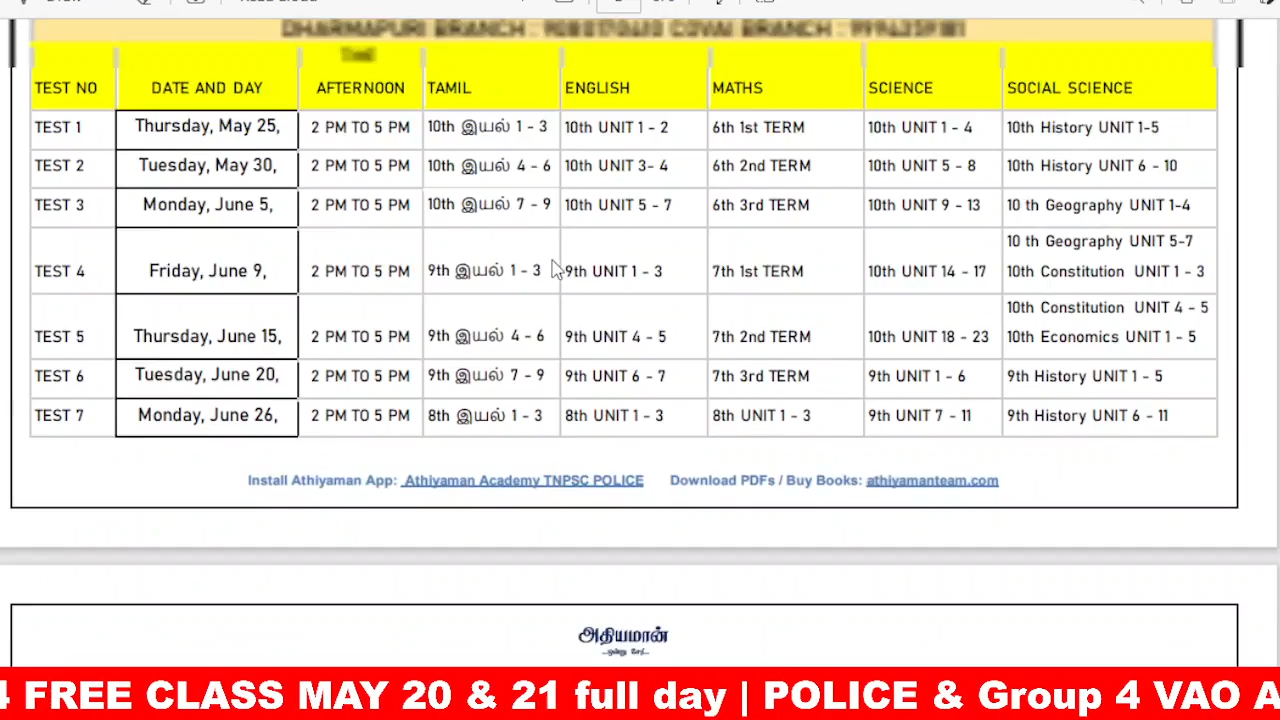 TEST NO DATE AND DAY AFTERNOON TAMIL ENGLISH MATHS SCIENCE SOCIAL SCIENCE
TEST 1 Thursday, May 25, 2 PM TO 5 PM 10th இயல் 1 - 3 10th UNIT 1 - 2 6th 1st TERM 10th UNIT 1 - 4 10th History UNIT 1-5
TEST 2 Tuesday, May 30, 2 PM TO 5 PM 10th இயல் 4 - 6 10th UNIT 3- 4 6th 2nd TERM 10th UNIT 5 - 8 10th History UNIT 6 - 10
TEST 3 Monday, June 5, 2 PM TO 5 PM 10th இயல் 7 - 9 10th UNIT 5 - 7 6th 3rd TERM 10th UNIT 9 - 13 10 th Geography UNIT 1-4
10 th Geography UNIT 5-7
TEST 4 Friday, June 9, 2 PM TO 5 PM 9th இயல் 1 - 3 9th UNIT 1 - 3 7th 1st TERM 10th UNIT 14 - 17 10th Constitution UNIT 1 - 3
10th Constitution UNIT 4 - 5
TEST 5 Thursday, June 15, 2 PM TO 5 PM 9th இயல் 4 - 6 9th UNIT 4 - 5 7th 2nd TERM 10th UNIT 18 - 23 10th Economics UNIT 1 - 5
TEST 6 Tuesday, June 20, 2 PM TO 5 PM 9th இயல் 7 - 9 9th UNIT 6 - 7 7th 3rd TERM 9th UNIT 1 - 6 9th History UNIT 1 - 5
TEST 7 Monday, June 26, 2 PM TO 5 PM 8th இயல் 1 - 3 8th UNIT 1 - 3 8th UNIT 1 - 3 9th UNIT 7 - 11 9th History UNIT 6 - 11
Install Athiyaman App: Athiyaman Academy TNPSC POLICE Download PDFs / Buy Books: athiyamanteam.com
அதியமான்
4 FREE CLASS MAY 20 & 21 full day | POLICE & Group 4 VAO A